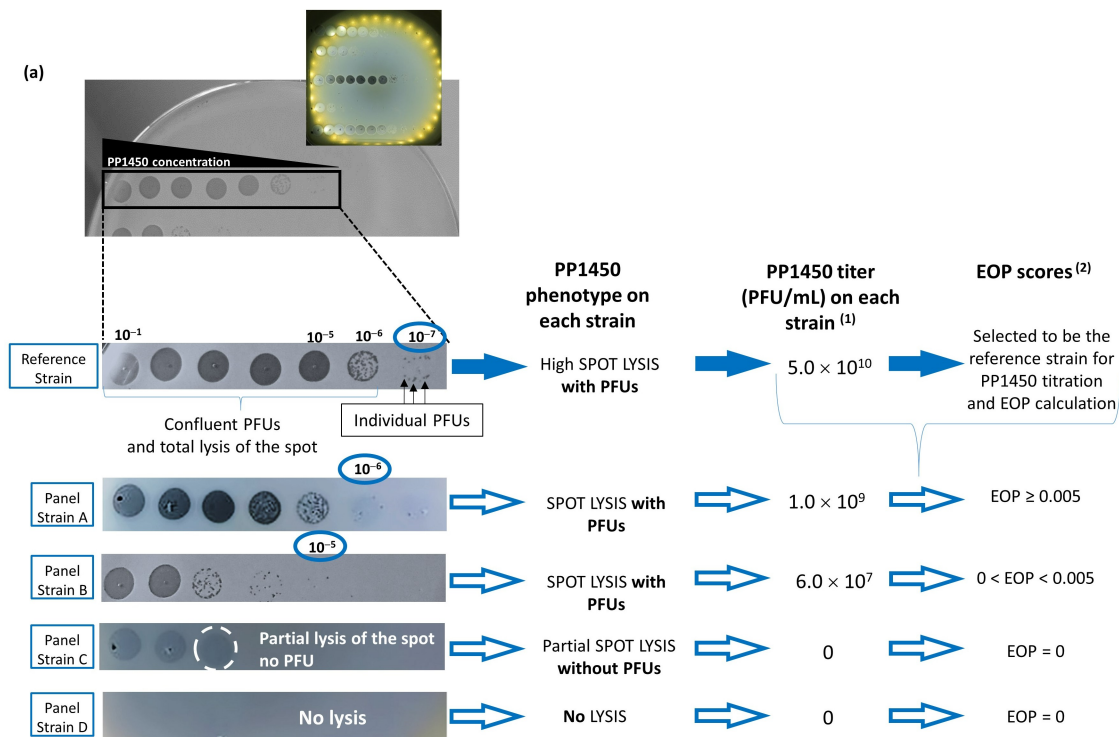 (a)
PP1450 concentration
PP1450
phenotype on
each strain
PP1450 titer
(PFU/mL) on each
strain (1)
EOP scores (2)
10−1
10−5
10−6
10−7
Reference
Strain
High SPOT LYSIS
with PFUs
5.0 × 10¹⁰
Selected to be the
reference strain for
PP1450 titration
and EOP calculation
Confluent PFUs
and total lysis of the spot
Individual PFUs
10−6
Panel
Strain A
SPOT LYSIS with
PFUs
1.0 × 10⁹
EOP ≥ 0.005
10−5
Panel
Strain B
SPOT LYSIS with
PFUs
6.0 × 10⁷
0 < EOP < 0.005
Panel
Strain C
Partial lysis of the spot
no PFU
Partial SPOT LYSIS
without PFUs
0
EOP = 0
Panel
Strain D
No lysis
No LYSIS
0
EOP = 0